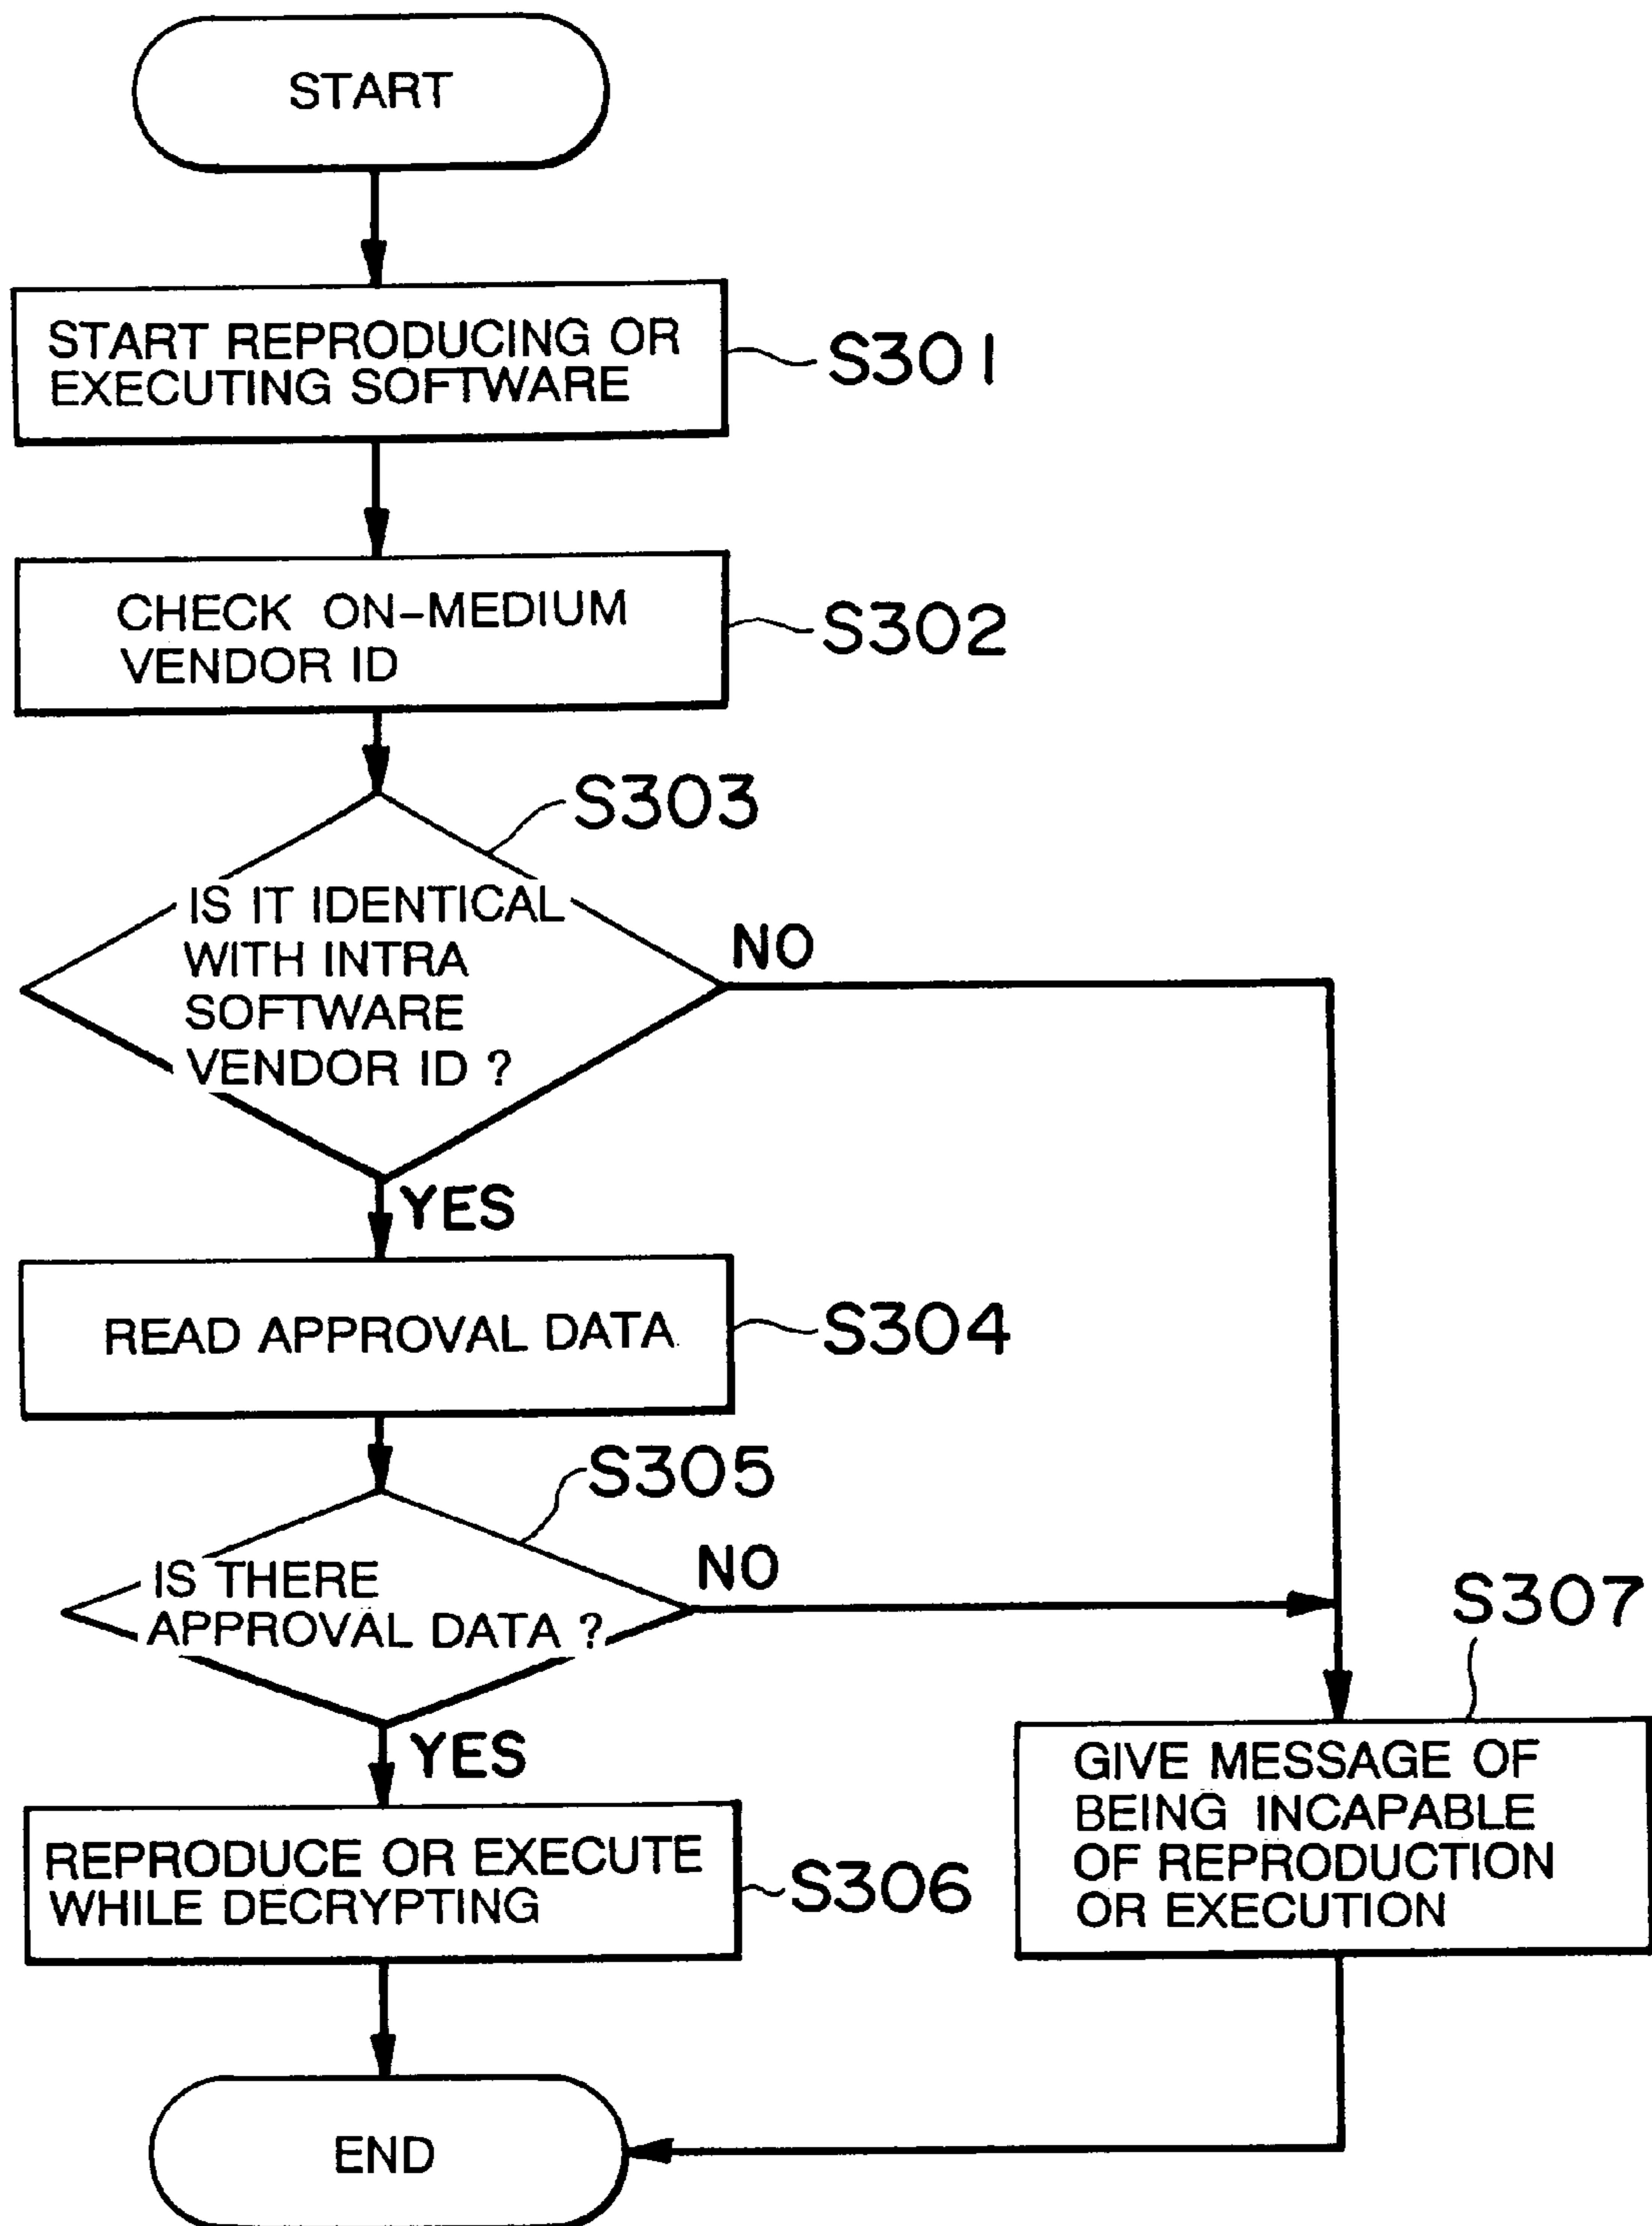 START
START REPRODUCING OR
EXECUTING SOFTWARE
S301
CHECK ON-MEDIUM
VENDOR ID
S302
S303
IS IT IDENTICAL
WITH INTRA
SOFTWARE
VENDOR ID ?
NO
YES
READ APPROVAL DATA
S304
S305
IS THERE
APPROVAL DATA ?
NO
YES
S307
GIVE MESSAGE OF
BEING INCAPABLE
OF REPRODUCTION
OR EXECUTION
REPRODUCE OR EXECUTE
WHILE DECRYPTING
S306
END